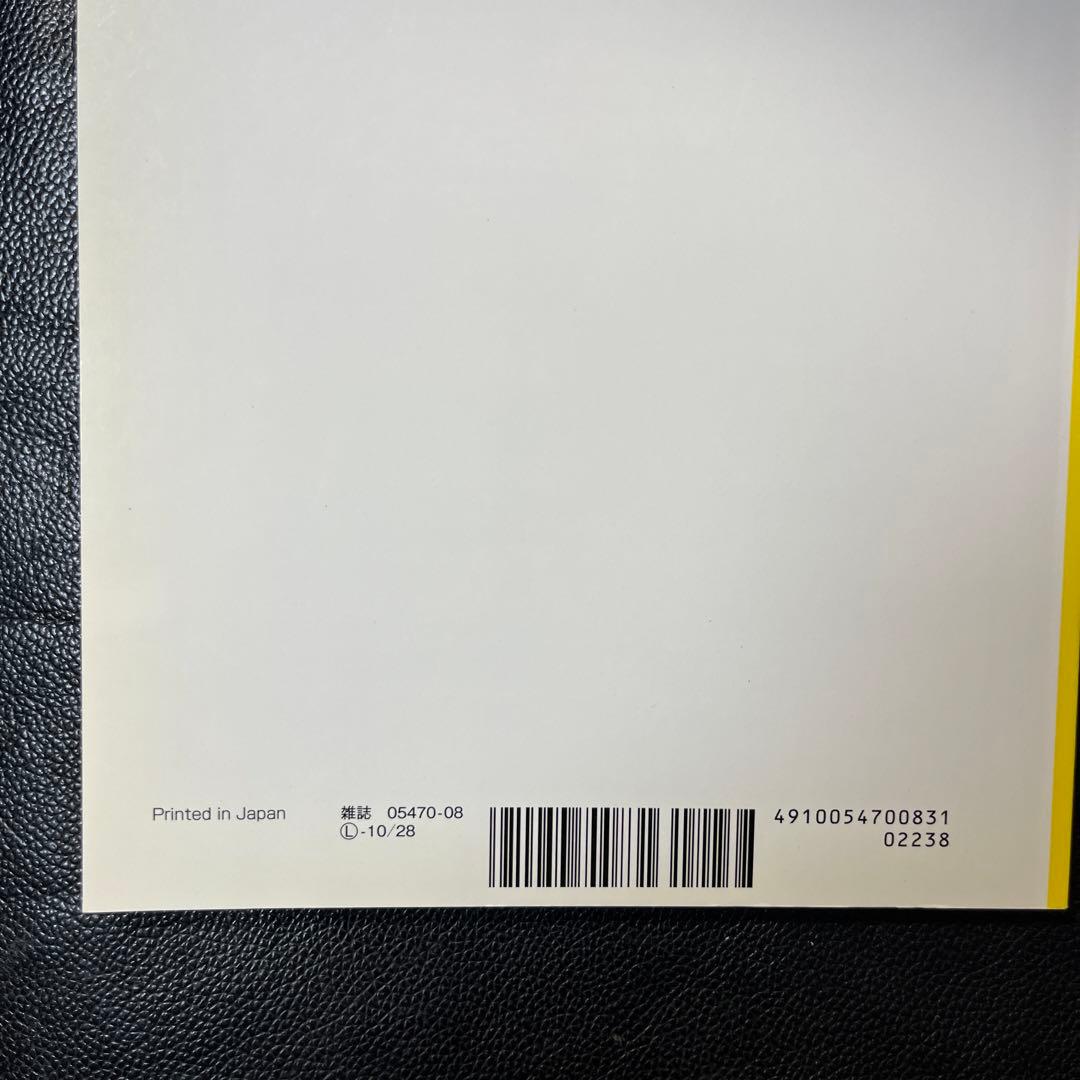 Printed in Japan
雑誌 05470-08
Ⓛ-10/28
4910054700831
02238